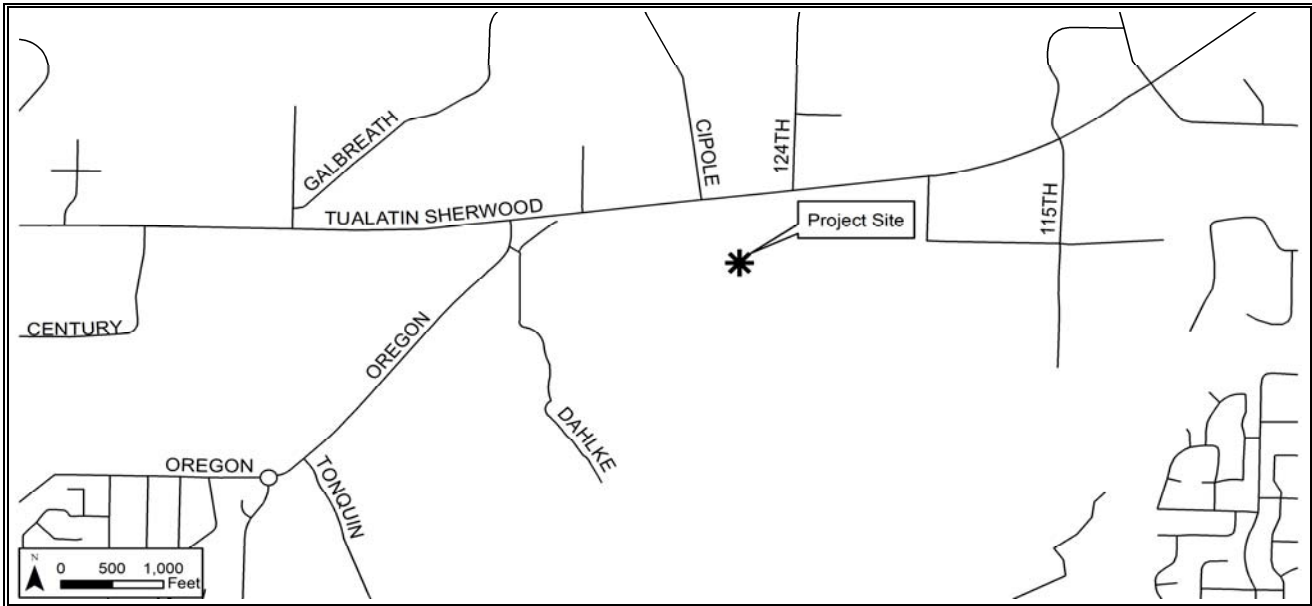 GALBREATH
CIPOLE
124TH
TUALATIN SHERWOOD
Project Site
115TH
CENTURY
OREGON
DAHLKE
OREGON
TONQUIN
N
0 500 1,000
Feet